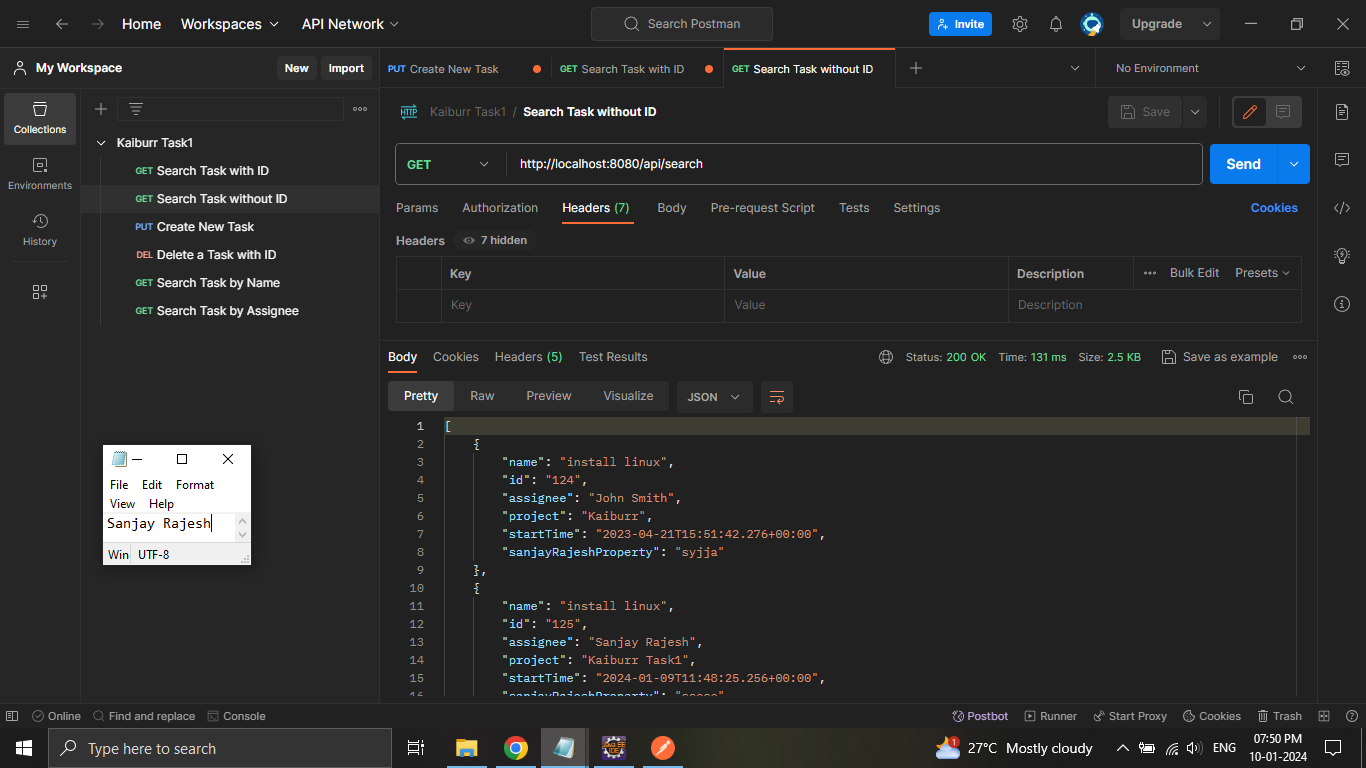 Home Workspaces API Network Search Postman Invite Upgrade
My Workspace New Import PUT Create New Task GET Search Task with ID GET Search Task without ID No Environment
Collections
Environments
History
Kaiburr Task1
GET Search Task with ID
GET Search Task without ID
PUT Create New Task
DEL Delete a Task with ID
GET Search Task by Name
GET Search Task by Assignee
HTTP Kaiburr Task1 / Search Task without ID Save
GET http://localhost:8080/api/search Send
Params Authorization Headers (7) Body Pre-request Script Tests Settings Cookies
Headers 7 hidden
Key Value Description Bulk Edit Presets
Key Value Description
Body Cookies Headers (5) Test Results Status: 200 OK Time: 131 ms Size: 2.5 KB Save as example
Pretty Raw Preview Visualize JSON
1 [
2 {
3 "name": "install linux",
4 "id": "124",
5 "assignee": "John Smith",
6 "project": "Kaiburr",
7 "startTime": "2023-04-21T15:51:42.276+00:00",
8 "sanjayRajeshProperty": "syjja"
9 },
10 {
11 "name": "install linux",
12 "id": "125",
13 "assignee": "Sanjay Rajesh",
14 "project": "Kaiburr Task1",
15 "startTime": "2024-01-09T11:48:25.256+00:00",
16 "sanjayRajeshProperty":
File Edit Format
View Help
Sanjay Rajesh
Win UTF-8
Online Find and replace Console Postbot Runner Start Proxy Cookies Trash
Type here to search 1 27°C Mostly cloudy ENG 07:50 PM
10-01-2024